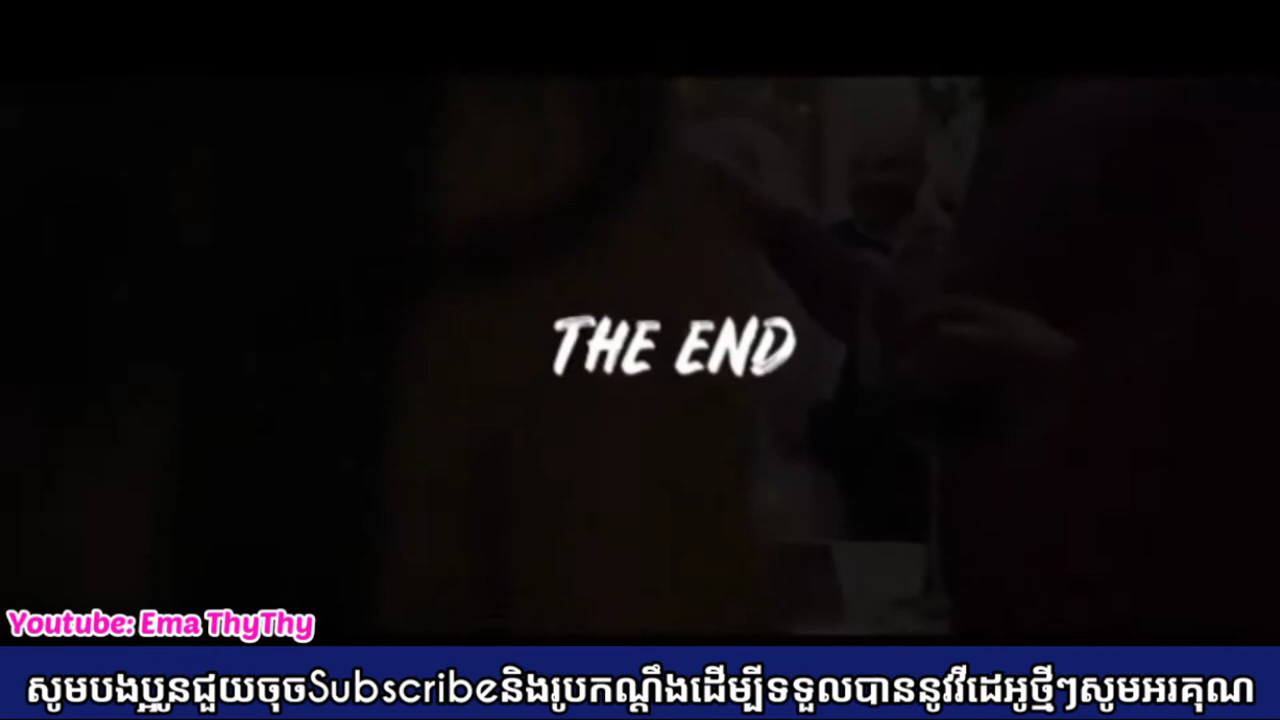 THE END
Youtube: Ema ThyThy
សូមបងប្អូនជួយចុចSubscribeនិងរូបកណ្ដឹងដើម្បីទទួលបាននូវវីដេអូថ្មីៗសូមអរគុណ